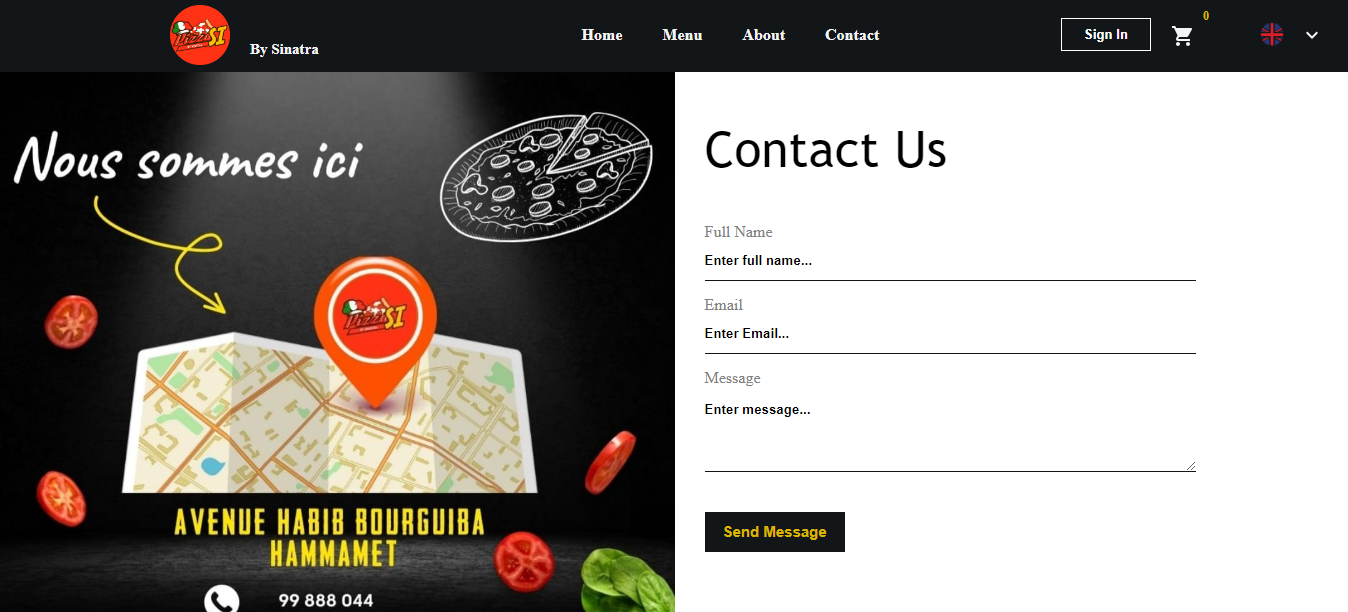 PizzaSI
By Sinatra
Home
Menu
About
Contact
Sign In
0
Nous sommes ici
PizzaSI
AVENUE HABIB BOURGUIBA
HAMMAMET
99 888 044
Contact Us
Full Name
Enter full name...
Email
Enter Email...
Message
Enter message...
Send Message